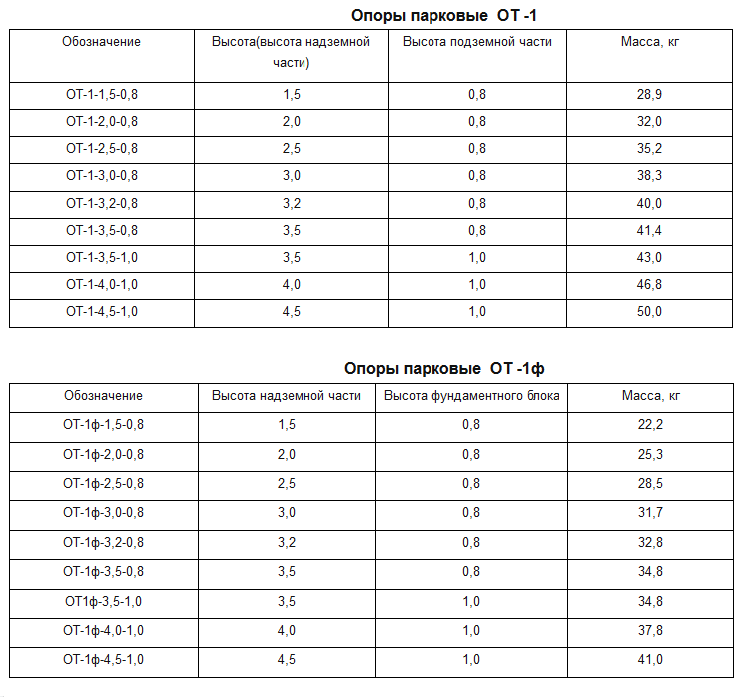 Опоры парковые ОТ -1
Обозначение Высота(высота надземной части) Высота подземной части Масса, кг
ОТ-1-1,5-0,8 1,5 0,8 28,9
ОТ-1-2,0-0,8 2,0 0,8 32,0
ОТ-1-2,5-0,8 2,5 0,8 35,2
ОТ-1-3,0-0,8 3,0 0,8 38,3
ОТ-1-3,2-0,8 3,2 0,8 40,0
ОТ-1-3,5-0,8 3,5 0,8 41,4
ОТ-1-3,5-1,0 3,5 1,0 43,0
ОТ-1-4,0-1,0 4,0 1,0 46,8
ОТ-1-4,5-1,0 4,5 1,0 50,0
Опоры парковые ОТ -1ф
Обозначение Высота надземной части Высота фундаментного блока Масса, кг
ОТ-1ф-1,5-0,8 1,5 0,8 22,2
ОТ-1ф-2,0-0,8 2,0 0,8 25,3
ОТ-1ф-2,5-0,8 2,5 0,8 28,5
ОТ-1ф-3,0-0,8 3,0 0,8 31,7
ОТ-1ф-3,2-0,8 3,2 0,8 32,8
ОТ-1ф-3,5-0,8 3,5 0,8 34,8
ОТ1ф-3,5-1,0 3,5 1,0 34,8
ОТ-1ф-4,0-1,0 4,0 1,0 37,8
ОТ-1ф-4,5-1,0 4,5 1,0 41,0